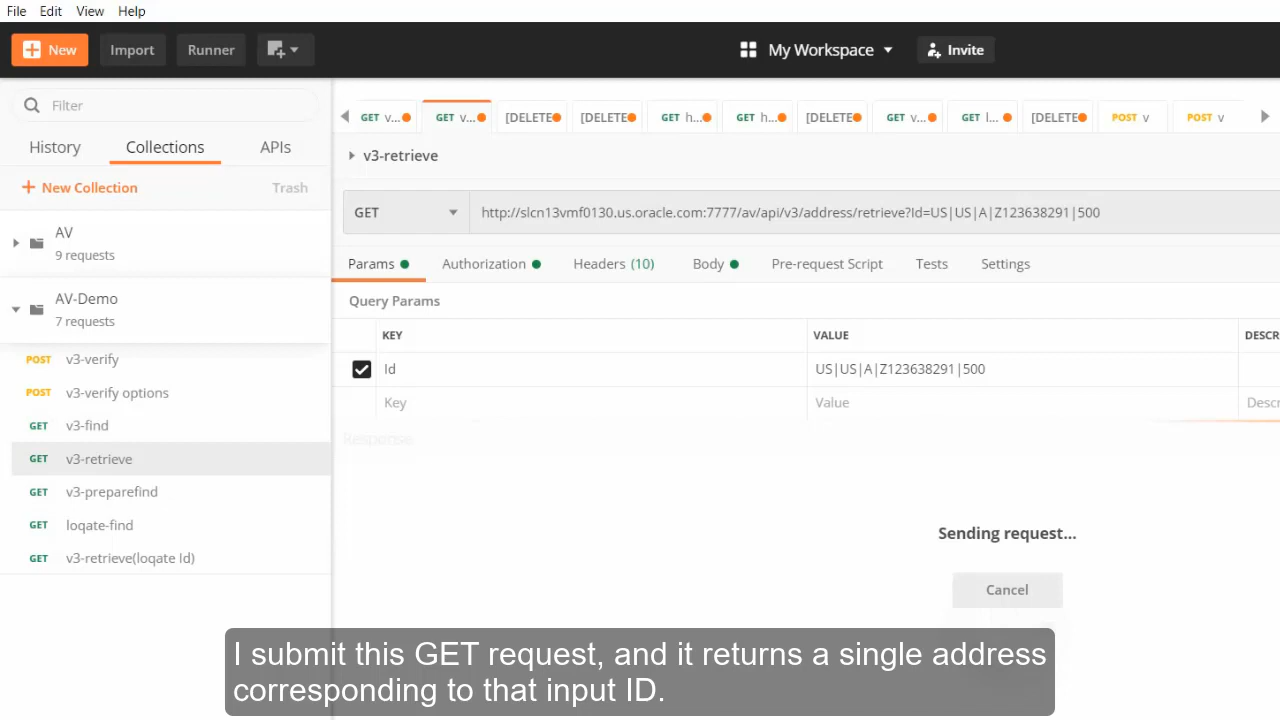 File Edit View Help
New Import Runner My Workspace Invite
Filter
GET v... GET v... [DELETE [DELETE GET h... GET h... [DELETE GET v... GET l... [DELETE POST v POST v
History Collections APIs
v3-retrieve
New Collection Trash
GET http://slcn13vmf0130.us.oracle.com:7777/av/api/v3/address/retrieve?Id=US|US|A|Z123638291|500
AV
9 requests
Params Authorization Headers (10) Body Pre-request Script Tests Settings
AV-Demo
7 requests
Query Params
KEY VALUE DESCR
Id US|US|A|Z123638291|500
Key Value Descr
Response
POST v3-verify
POST v3-verify options
GET v3-find
GET v3-retrieve
GET v3-preparefind
GET loqate-find
GET v3-retrieve(loqate Id)
Sending request...
Cancel
I submit this GET request, and it returns a single address
corresponding to that input ID.